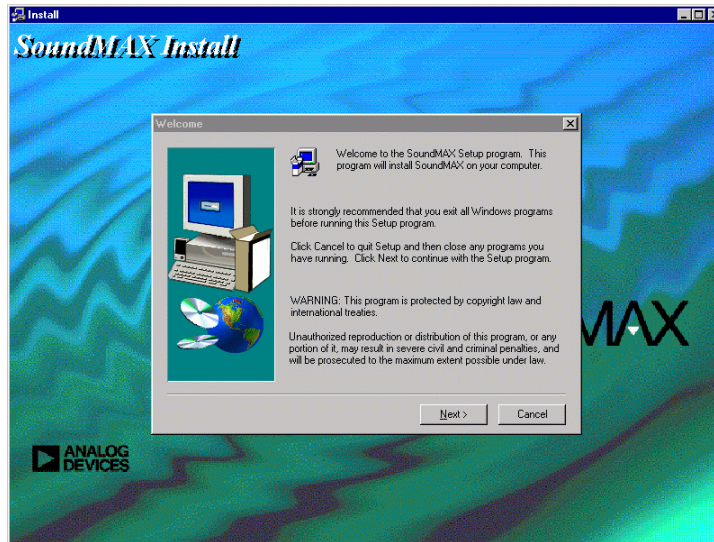 Install
SoundMAX Install
Welcome
Welcome to the SoundMAX Setup program. This
program will install SoundMAX on your computer.
It is strongly recommended that you exit all Windows programs
before running this Setup program.
Click Cancel to quit Setup and then close any programs you
have running. Click Next to continue with the Setup program.
WARNING: This program is protected by copyright law and
international treaties.
Unauthorized reproduction or distribution of this program, or any
portion of it, may result in severe civil and criminal penalties, and
will be prosecuted to the maximum extent possible under law.
Next >
Cancel
MAX
ANALOG
DEVICES